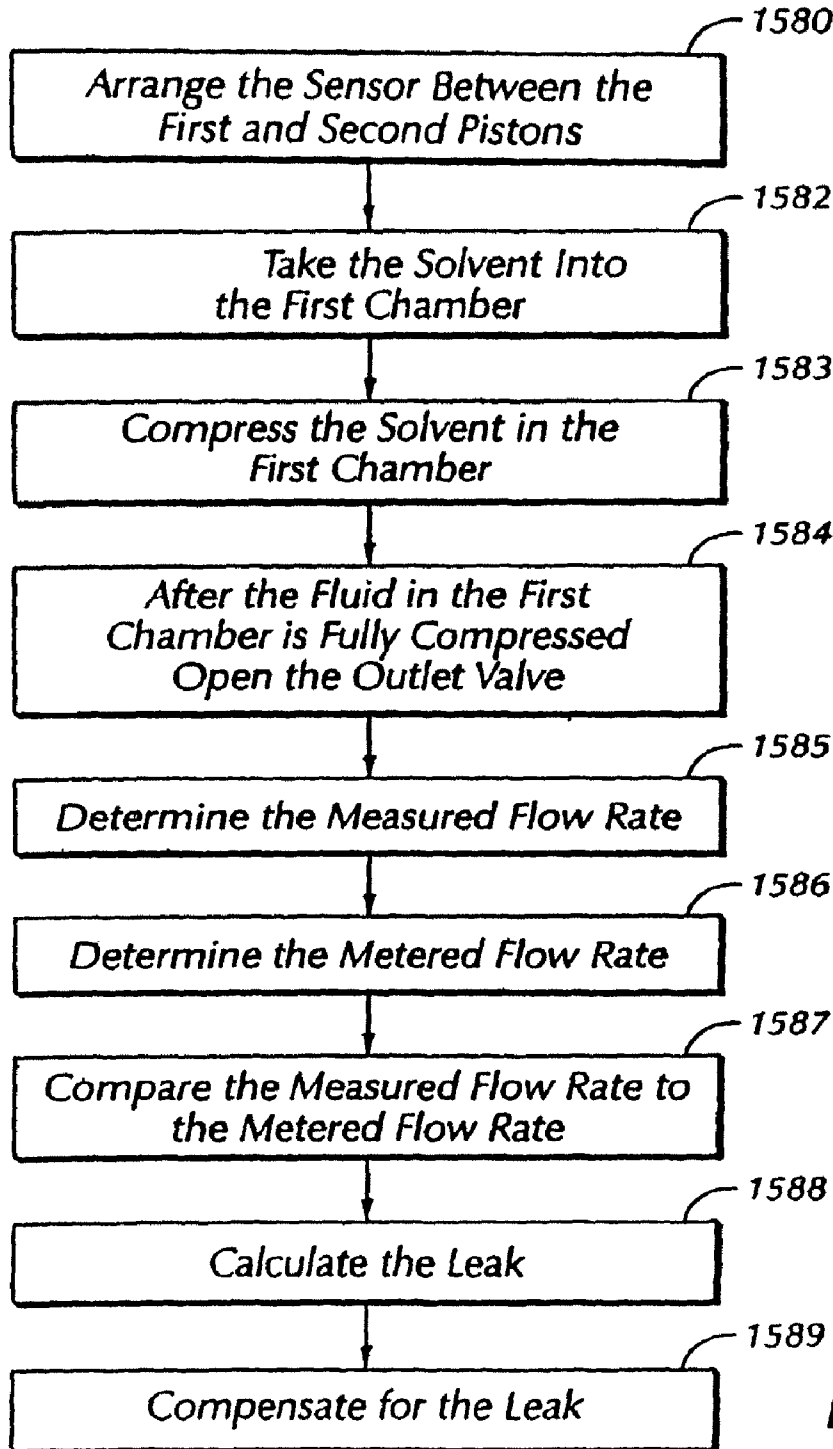 1580
Arrange the Sensor Between the
First and Second Pistons
1582
Take the Solvent Into
the First Chamber
1583
Compress the Solvent in the
First Chamber
1584
After the Fluid in the First
Chamber is Fully Compressed
Open the Outlet Valve
1585
Determine the Measured Flow Rate
1586
Determine the Metered Flow Rate
1587
Compare the Measured Flow Rate to
the Metered Flow Rate
1588
Calculate the Leak
1589
Compensate for the Leak